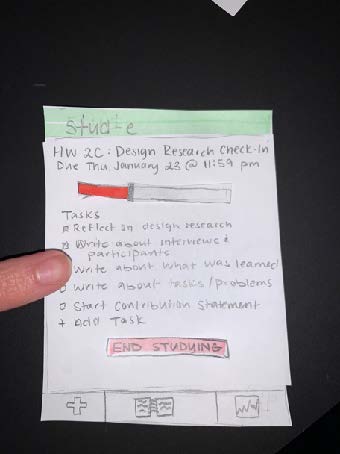 HW 2C: Design Research Check-In
Due Thu January 23 @ 11:59 pm
Tasks
Reflect on design research
Write about interviews &
participants
Write about what was learned
Write about tasks/problems
Start Contribution Statement
+ Add Task
END STUDYING